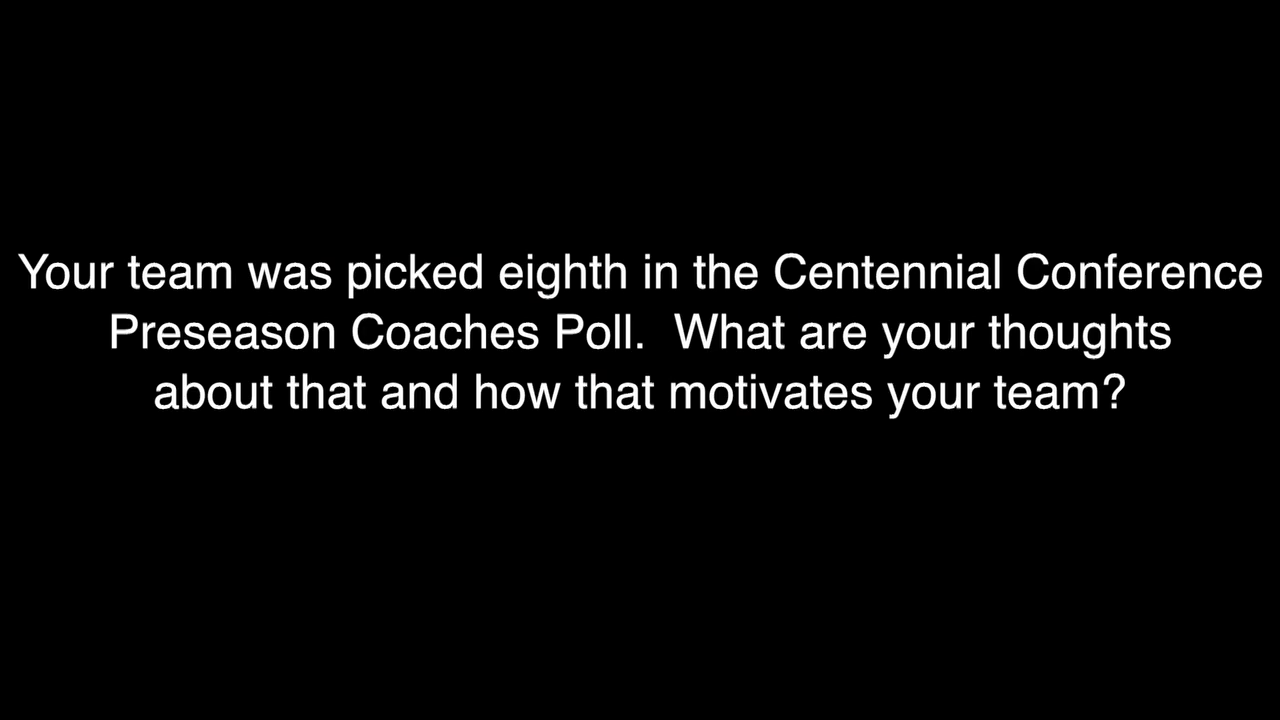 Your team was picked eighth in the Centennial Conference
Preseason Coaches Poll.  What are your thoughts
about that and how that motivates your team?